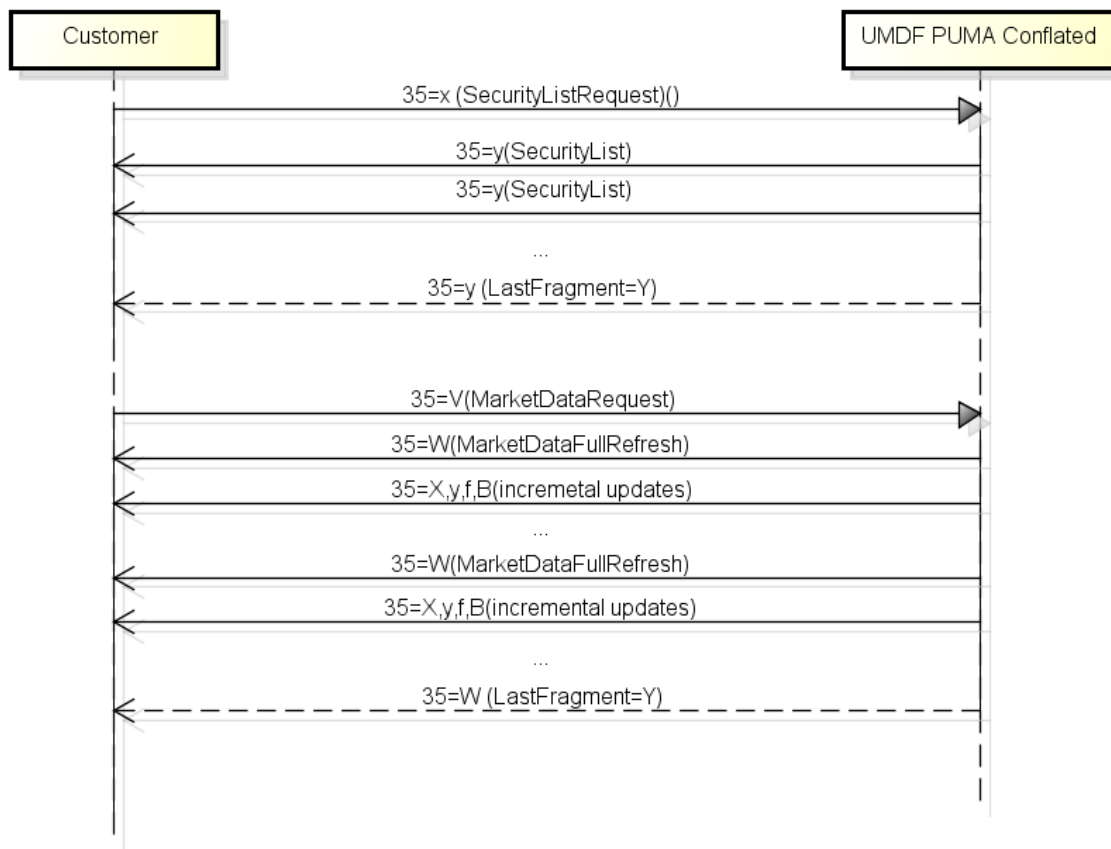 Customer
UMDF PUMA Conflated
35=x (SecurityListRequest)()
35=y(SecurityList)
35=y(SecurityList)
...
35=y (LastFragment=Y)
35=V(MarketDataRequest)
35=W(MarketDataFullRefresh)
35=X,y,f,B(incremetal updates)
...
35=W(MarketDataFullRefresh)
35=X,y,f,B(incremental updates)
...
35=W (LastFragment=Y)